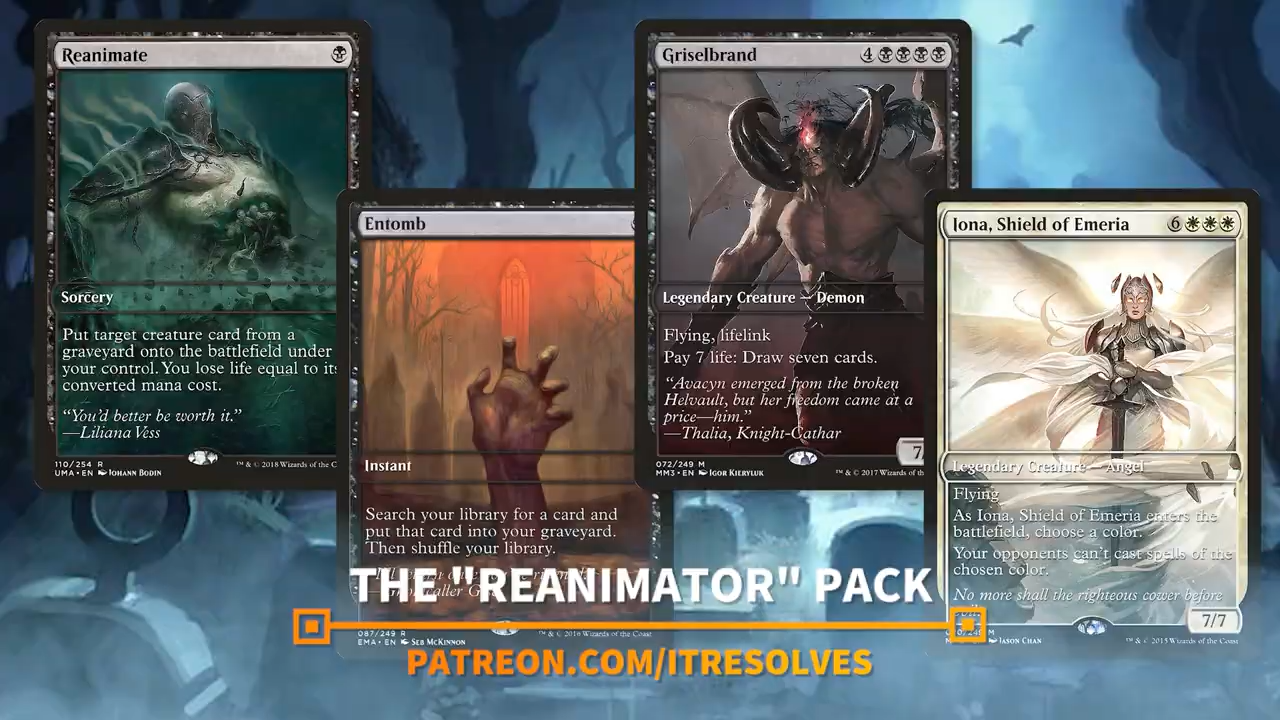 Reanimate
Sorcery
Put target creature card from a
graveyard onto the battlefield under
your control. You lose life equal to its
converted mana cost.
"You'd better be worth it."
—Liliana Vess
110/254 R
UMA • EN Johann Bodin
™ & © 2018 Wizards of the C
Entomb
Instant
Search your library for a card and
put that card into your graveyard.
Then shuffle your library.
087/249 R
EMA • EN Seb McKinnon
™ & © 2016 Wizards of the Coast
Griselbrand
4
Legendary Creature — Demon
Flying, lifelink
Pay 7 life: Draw seven cards.
"Avacyn emerged from the broken
Helvault, but her freedom came at a
price—him."
—Thalia, Knight-Cathar
7
072/249 M
MM3 • EN Igor Kieryluk
™ & © 2017 Wizards of the
Iona, Shield of Emeria
6
Legendary Creature — Angel
Flying
As Iona, Shield of Emeria enters the
battlefield, choose a color.
Your opponents can't cast spells of the
chosen color.
No more shall the righteous cower before
7/7
Jason Chan
™ & © 2015 Wizards of the Coast
THE "REANIMATOR" PACK
PATREON.COM/ITRESOLVES